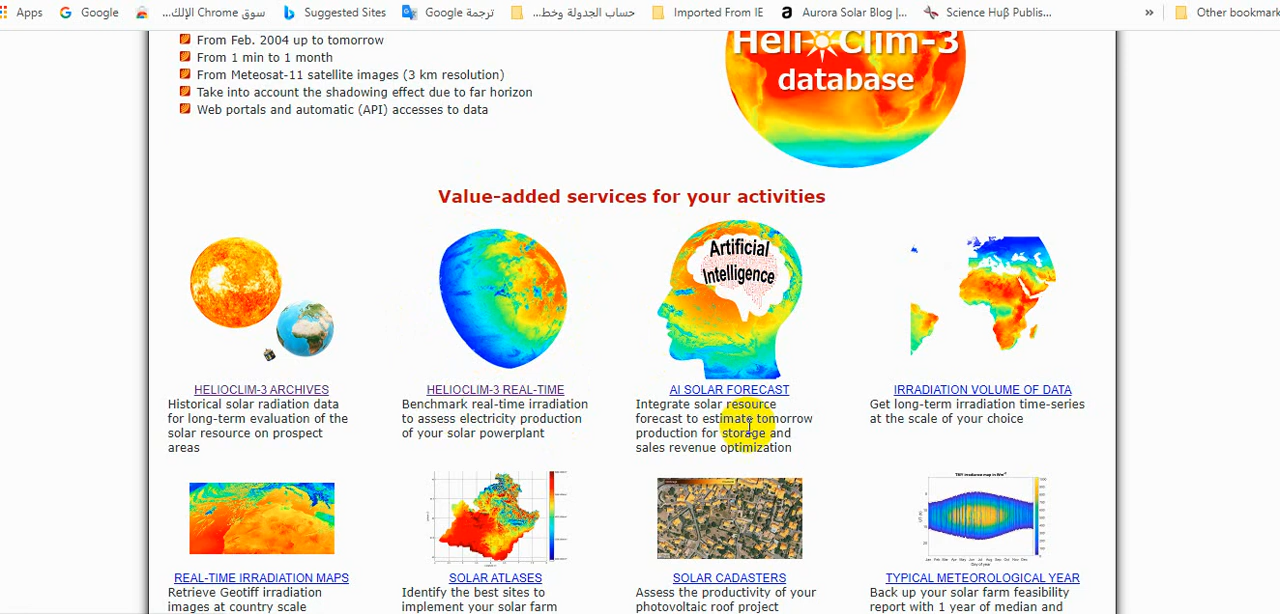 Apps Google سوق Chrome الإلك... Suggested Sites ترجمة Google حساب الجدولة وخط... Imported From IE Aurora Solar Blog |... Science Huβ Publis... » Other bookmark
From Feb. 2004 up to tomorrow
From 1 min to 1 month
From Meteosat-11 satellite images (3 km resolution)
Take into account the shadowing effect due to far horizon
Web portals and automatic (API) accesses to data
HeliClim-3
database
Value-added services for your activities
Artificial
Intelligence
HELIOCLIM-3 ARCHIVES
Historical solar radiation data
for long-term evaluation of the
solar resource on prospect
areas
HELIOCLIM-3 REAL-TIME
Benchmark real-time irradiation
to assess electricity production
of your solar powerplant
AI SOLAR FORECAST
Integrate solar resource
forecast to estimate tomorrow
production for storage and
sales revenue optimization
IRRADIATION VOLUME OF DATA
Get long-term irradiation time-series
at the scale of your choice
REAL-TIME IRRADIATION MAPS
Retrieve Geotiff irradiation
images at country scale
SOLAR ATLASES
Identify the best sites to
implement your solar farm
SOLAR CADASTERS
Assess the productivity of your
photovoltaic roof project
TYPICAL METEOROLOGICAL YEAR
Back up your solar farm feasibility
report with 1 year of median and